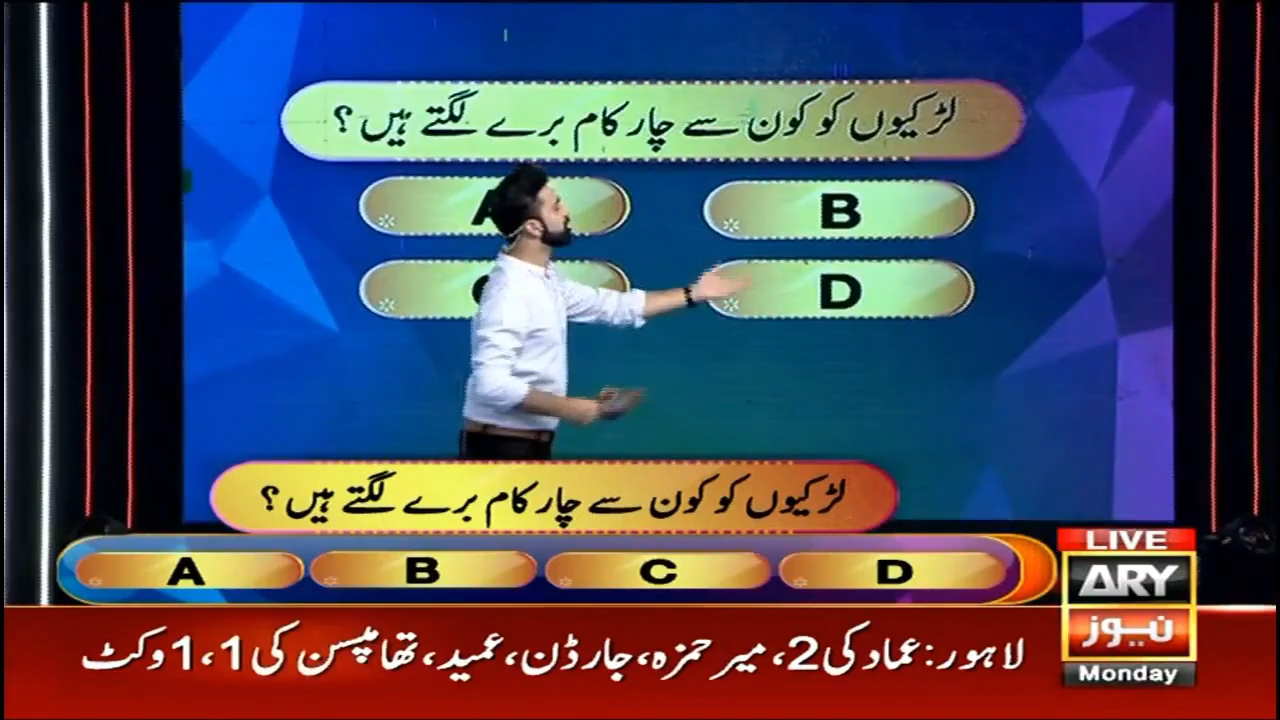 لڑکیوں کو کون سے چار کام برے لگتے ہیں؟
A
B
C
D
لڑکیوں کو کون سے چار کام برے لگتے ہیں؟
A
B
C
D
LIVE
ARY
نیوز
Monday
لاہور: عماد کی 2، میر حمزہ، جارڈن، عمید، تھامپسن کی 1، 1 وکٹ